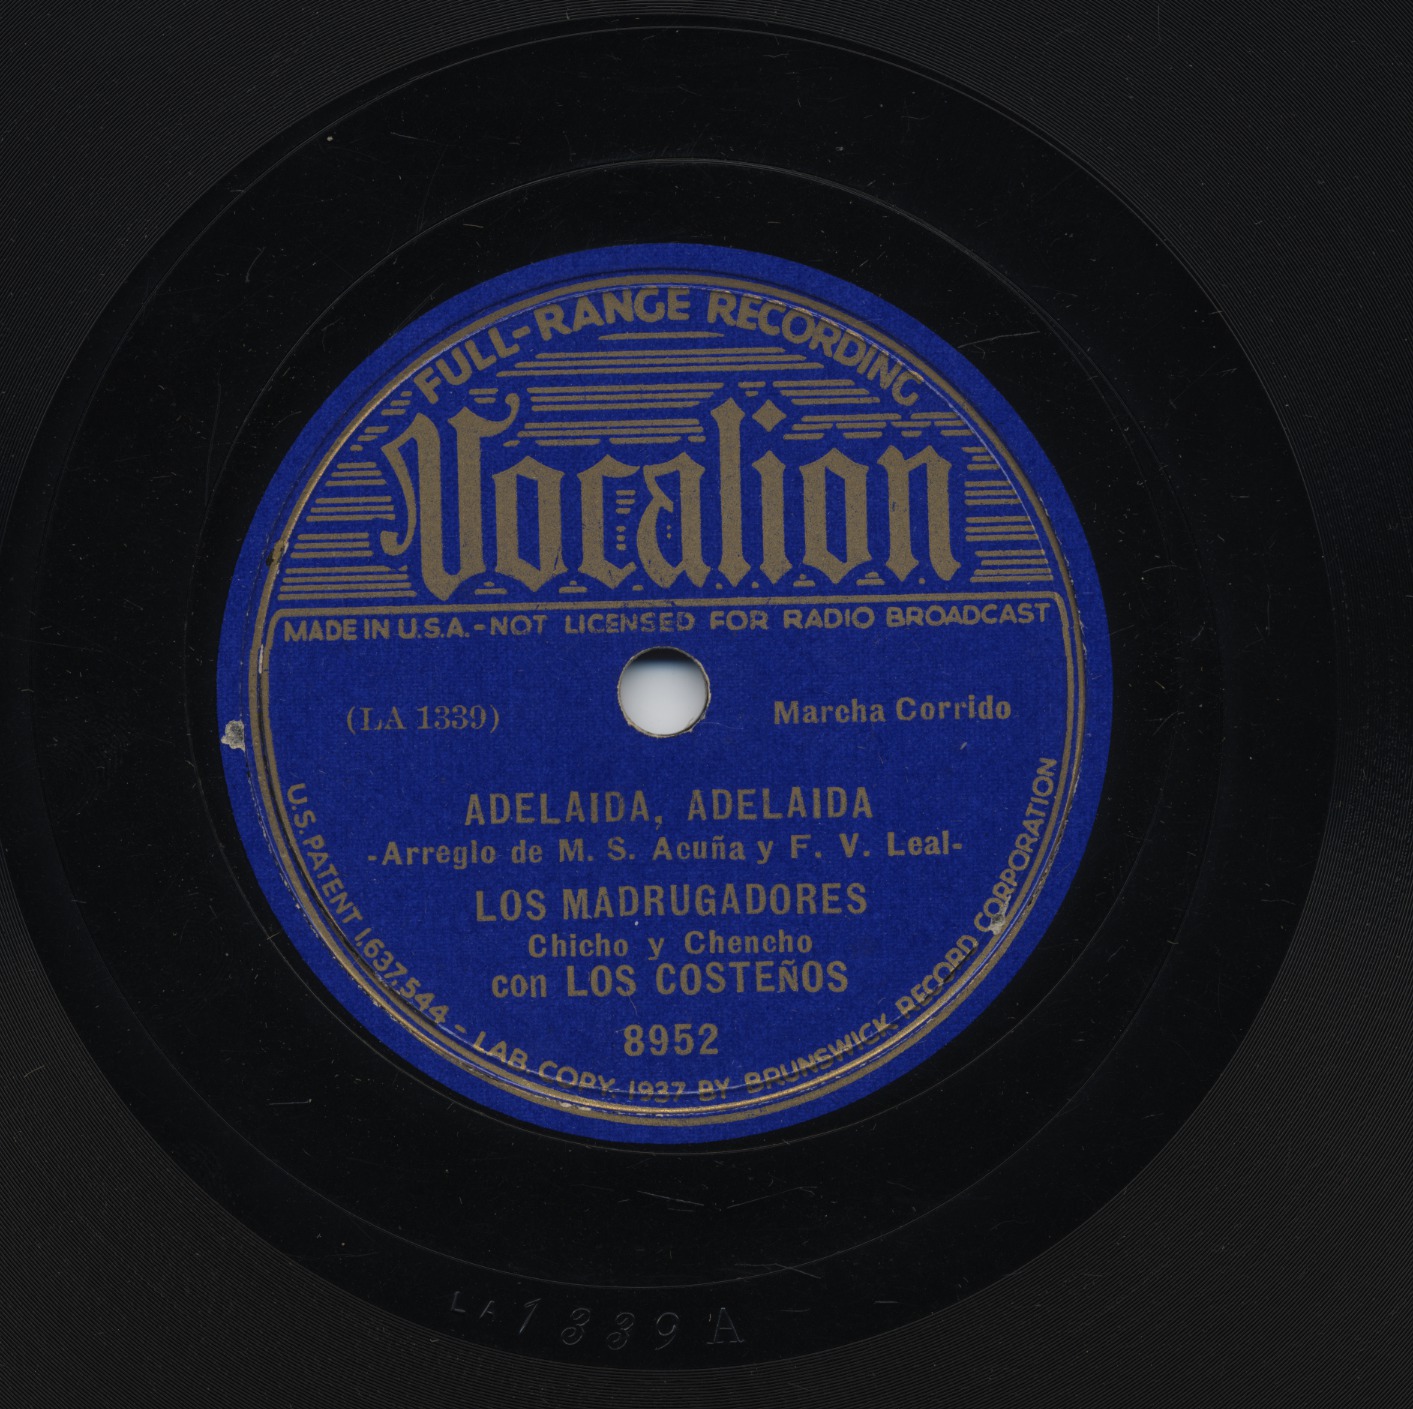 FULL-RANGE RECORDING
Vocalion
MADE IN U.S.A.-NOT LICENSED FOR RADIO BROADCAST
(LA 1339)
Marcha Corrido
ADELAIDA, ADELAIDA
-Arreglo de M. S. Acuña y F. V. Leal-
LOS MADRUGADORES
Chicho y Chencho
con LOS COSTEÑOS
8952
U.S. PATENT 1,637,544 - LAB. COPY. 1937 BY BRUNSWICK RECORD CORPORATION
LA 1339 A